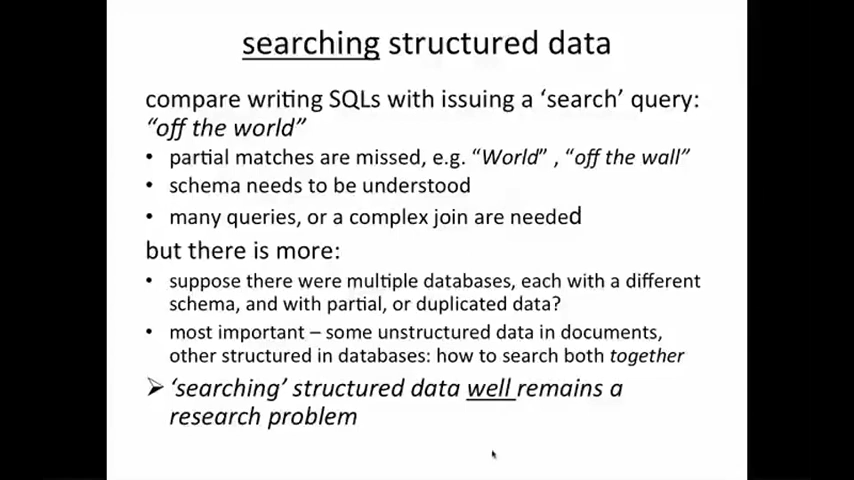 searching structured data
compare writing SQLs with issuing a ‘search’ query:
“off the world”
• partial matches are missed, e.g. “World” , “off the wall”
• schema needs to be understood
• many queries, or a complex join are needed
but there is more:
• suppose there were multiple databases, each with a different
schema, and with partial, or duplicated data?
• most important – some unstructured data in documents,
other structured in databases: how to search both together
➢ ‘searching’ structured data well remains a
research problem